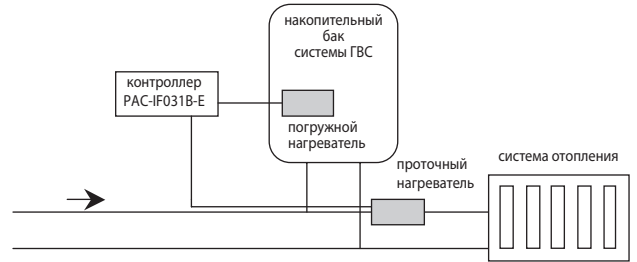 накопительный
бак
системы ГВС
контроллер
PAC-IF031B-E
погружной
нагреватель
проточный
нагреватель
система отопления